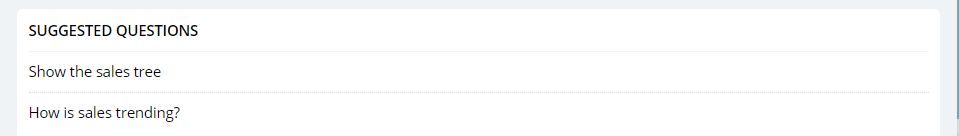 SUGGESTED QUESTIONS
Show the sales tree
How is sales trending?